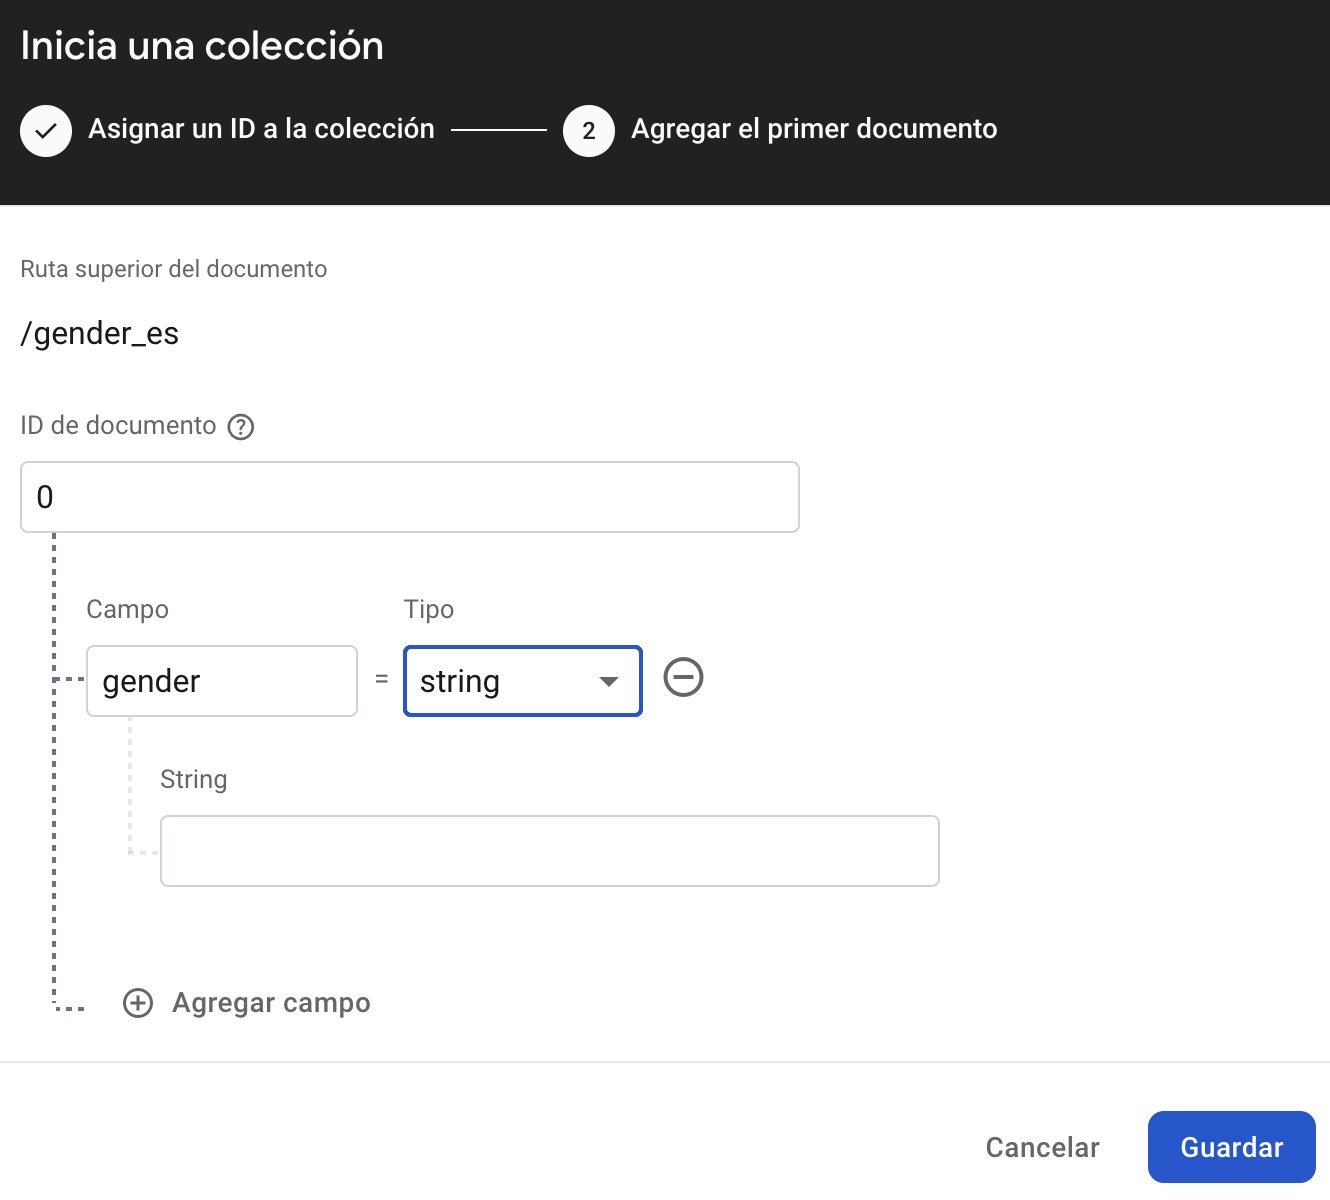 Inicia una colección
Asignar un ID a la colección
2 Agregar el primer documento
Ruta superior del documento
/gender_es
ID de documento ?
0
Campo Tipo
gender = string
String
Agregar campo
Cancelar Guardar